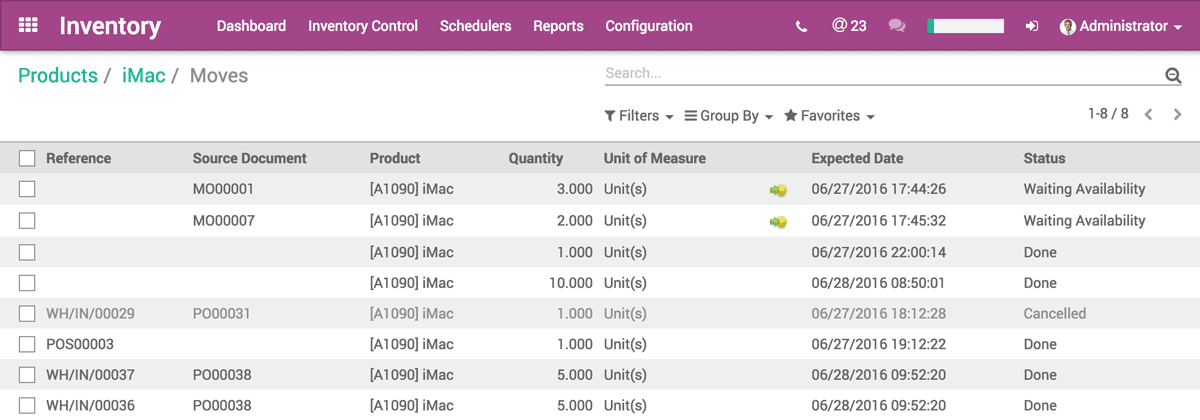 Inventory Dashboard Inventory Control Schedulers Reports Configuration @ 23 Administrator
Products / iMac / Moves Search...
Filters Group By Favorites 1-8 / 8
Reference Source Document Product Quantity Unit of Measure Expected Date Status
MO00001 [A1090] iMac 3.000 Unit(s) 06/27/2016 17:44:26 Waiting Availability
MO00007 [A1090] iMac 2.000 Unit(s) 06/27/2016 17:45:32 Waiting Availability
[A1090] iMac 1.000 Unit(s) 06/27/2016 22:00:14 Done
[A1090] iMac 10.000 Unit(s) 06/28/2016 08:50:01 Done
WH/IN/00029 PO00031 [A1090] iMac 1.000 Unit(s) 06/27/2016 18:12:28 Cancelled
POS00003 [A1090] iMac 1.000 Unit(s) 06/27/2016 19:12:22 Done
WH/IN/00037 PO00038 [A1090] iMac 5.000 Unit(s) 06/28/2016 09:52:20 Done
WH/IN/00036 PO00038 [A1090] iMac 5.000 Unit(s) 06/28/2016 09:52:20 Done